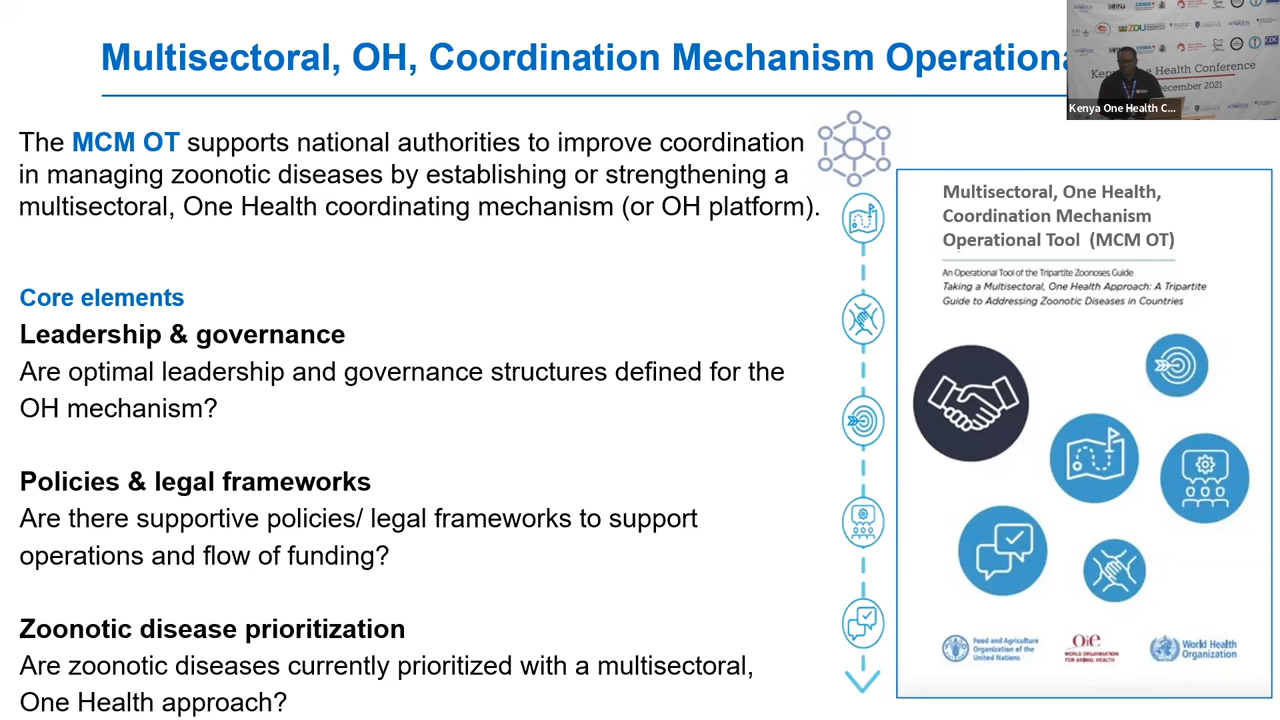 Multisectoral, OH, Coordination Mechanism Operationa
Kenya One Health Conference
December 2021
Kenya One Health C...
The MCM OT supports national authorities to improve coordination
in managing zoonotic diseases by establishing or strengthening a
multisectoral, One Health coordinating mechanism (or OH platform).
Core elements
Leadership & governance
Are optimal leadership and governance structures defined for the
OH mechanism?
Policies & legal frameworks
Are there supportive policies/ legal frameworks to support
operations and flow of funding?
Zoonotic disease prioritization
Are zoonotic diseases currently prioritized with a multisectoral,
One Health approach?
Multisectoral, One Health,
Coordination Mechanism
Operational Tool (MCM OT)
An Operational Tool of the Tripartite Zoonoses Guide
Taking a Multisectoral, One Health Approach: A Tripartite
Guide to Addressing Zoonotic Diseases in Countries
Food and Agriculture
Organization of the
United Nations
OiE
WORLD ORGANISATION
FOR ANIMAL HEALTH
World Health
Organization